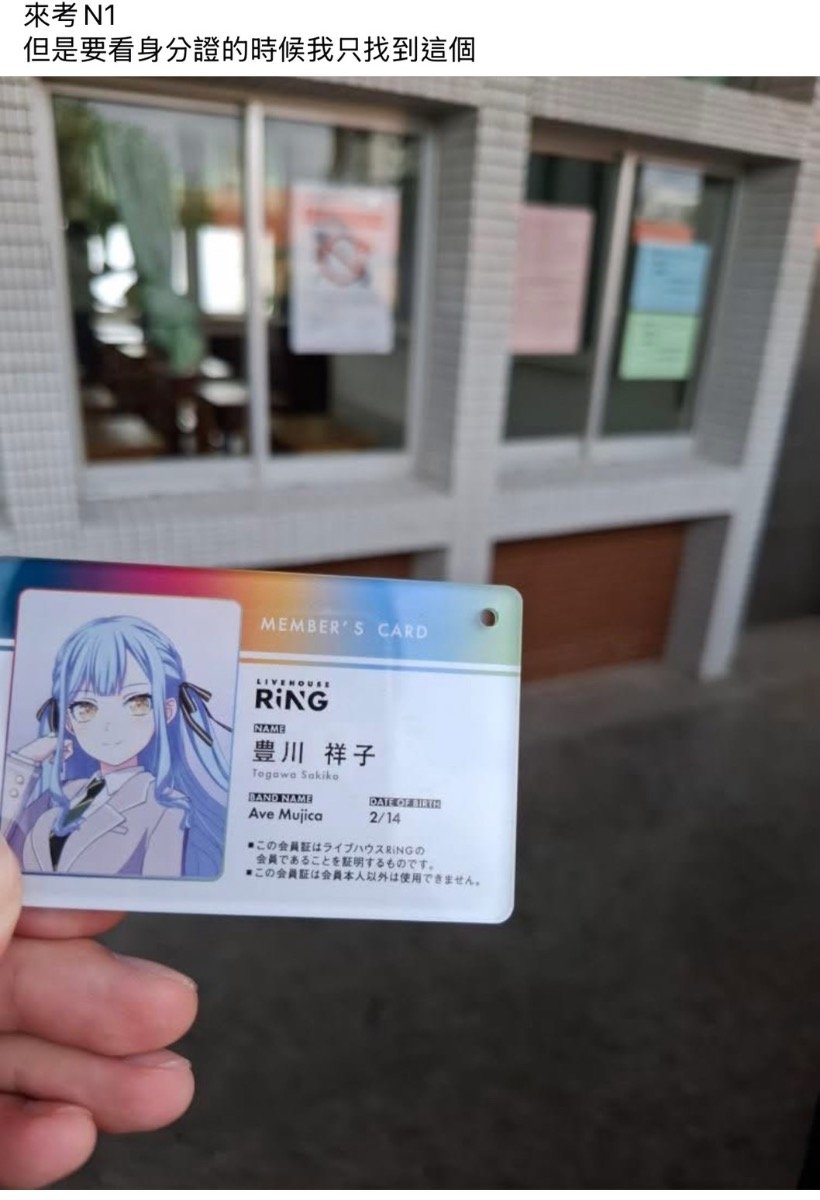 來考N1
但是要看身分證的時候我只找到這個
MEMBER'S CARD
LIVEHOUSE
RiNG
NAME
豊川 祥子
Togawa Sakiko
BAND NAME
DATE OF BIRTH
Ave Mujica
2/14
■この会員証はライブハウスRiNGの
会員であることを証明するものです。
■この会員証は会員本人以外は使用できません。